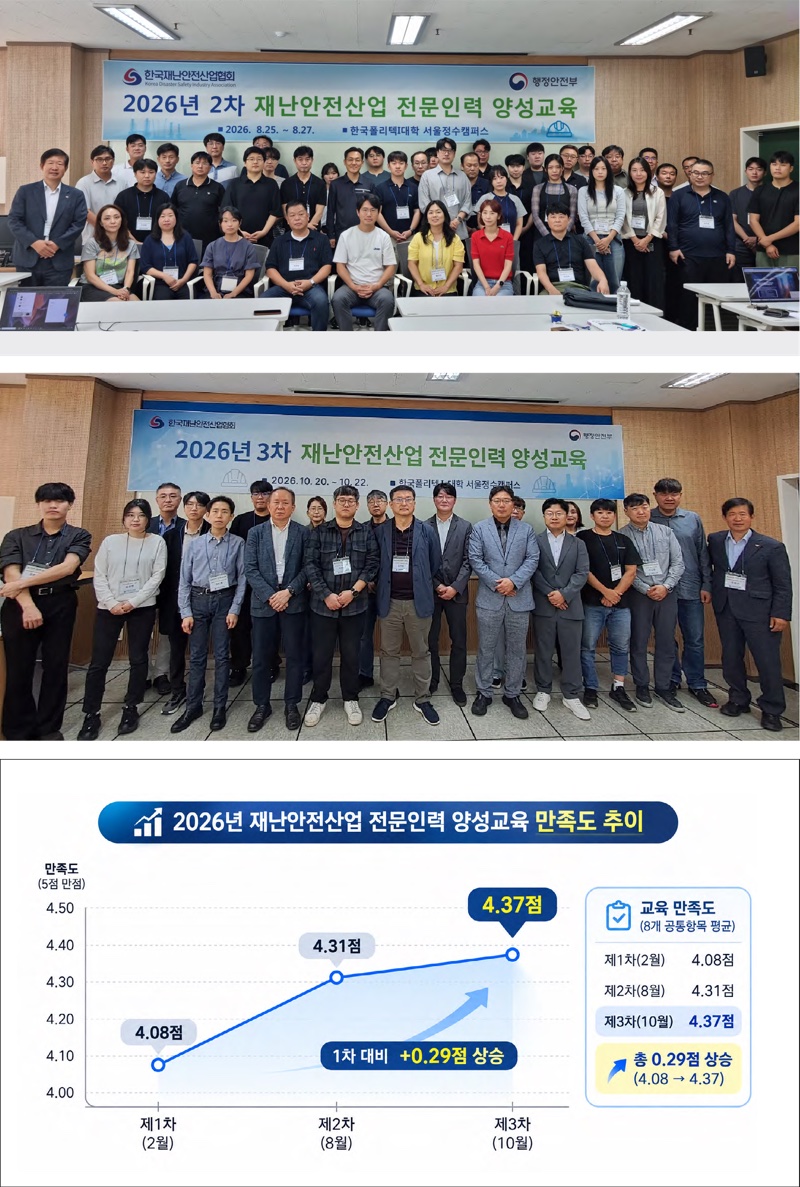 한국재난안전산업협회
Korea Disaster Safety Industry Association
행정안전부
2026년 2차 재난안전산업 전문인력 양성교육
■ 2026. 8.25. ~ 8.27. ■ 한국폴리텍I대학 서울정수캠퍼스
한국재난안전산업협회
행정안전부
2026년 3차 재난안전산업 전문인력 양성교육
■ 2026. 10. 20. ~ 10. 22. ■ 한국폴리텍I대학 서울정수캠퍼스
2026년 재난안전산업 전문인력 양성교육 만족도 추이
만족도
(5점 만점)
4.50
4.40
4.30
4.20
4.10
4.00
4.08점
4.31점
4.37점
1차 대비 +0.29점 상승
제1차
(2월)
제2차
(8월)
제3차
(10월)
교육 만족도
(8개 공통항목 평균)
제1차(2월) 4.08점
제2차(8월) 4.31점
제3차(10월) 4.37점
총 0.29점 상승
(4.08 → 4.37)